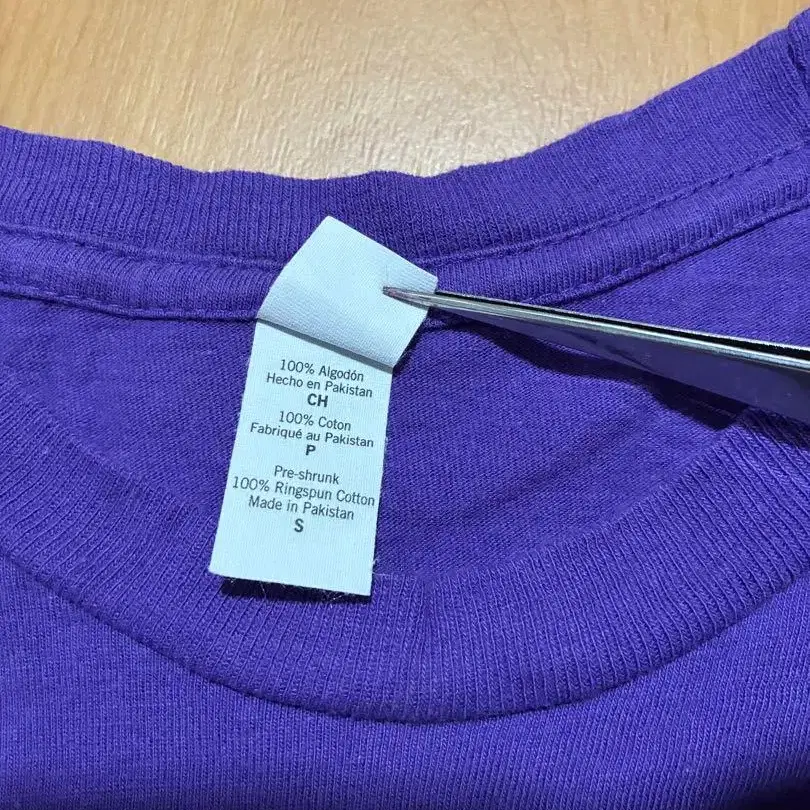 100% Algodón
Hecho en Pakistan
CH
100% Coton
Fabriqué au Pakistan
P
Pre-shrunk
100% Ringspun Cotton
Made in Pakistan
S